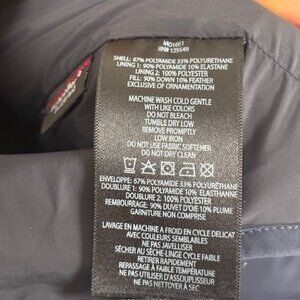 MO1661
RN# 125649
SHELL: 67% POLYAMIDE 33% POLYURETHANE
LINING 1: 90% POLYAMIDE 10% ELASTANE
LINING 2: 100% POLYESTER
FILL: 90% DOWN 10% FEATHER
EXCLUSIVE OF ORNAMENTATION
MACHINE WASH COLD GENTLE
WITH LIKE COLORS
DO NOT BLEACH
TUMBLE DRY LOW
REMOVE PROMPTLY
LOW IRON
DO NOT USE FABRIC SOFTENER
DO NOT DRY CLEAN
ENVELOPPE: 67% POLYAMIDE 33% POLYURÉTHANE
DOUBLURE 1: 90% POLYAMIDE 10% ÉLASTHANNE
DOUBLURE 2: 100% POLYESTER
REMBOURRAGE: 90% DUVET D'OIE 10% PLUME
GARNITURE NON COMPRISE
LAVAGE EN MACHINE À FROID EN CYCLE DÉLICAT
AVEC COULEURS SEMBLABLES
NE PAS JAVELLISER
SÉCHER AU SÈCHE-LINGE CYCLE FAIBLE
RETIRER RAPIDEMENT
REPASSAGE À FAIBLE TEMPÉRATURE
NE PAS UTILISER D'ASSOUPLISSANT
NE PAS NETTOYER À SEC